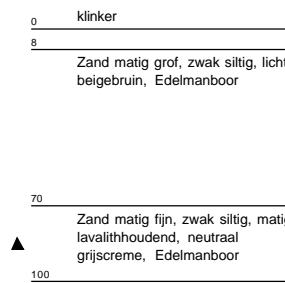 0
klinker
8
Zand matig grof, zwak siltig, licht
beigebruin, Edelmanboor
70
Zand matig fijn, zwak siltig,
lavalithhoudend, neutraal
grijscreme, Edelmanboor
100